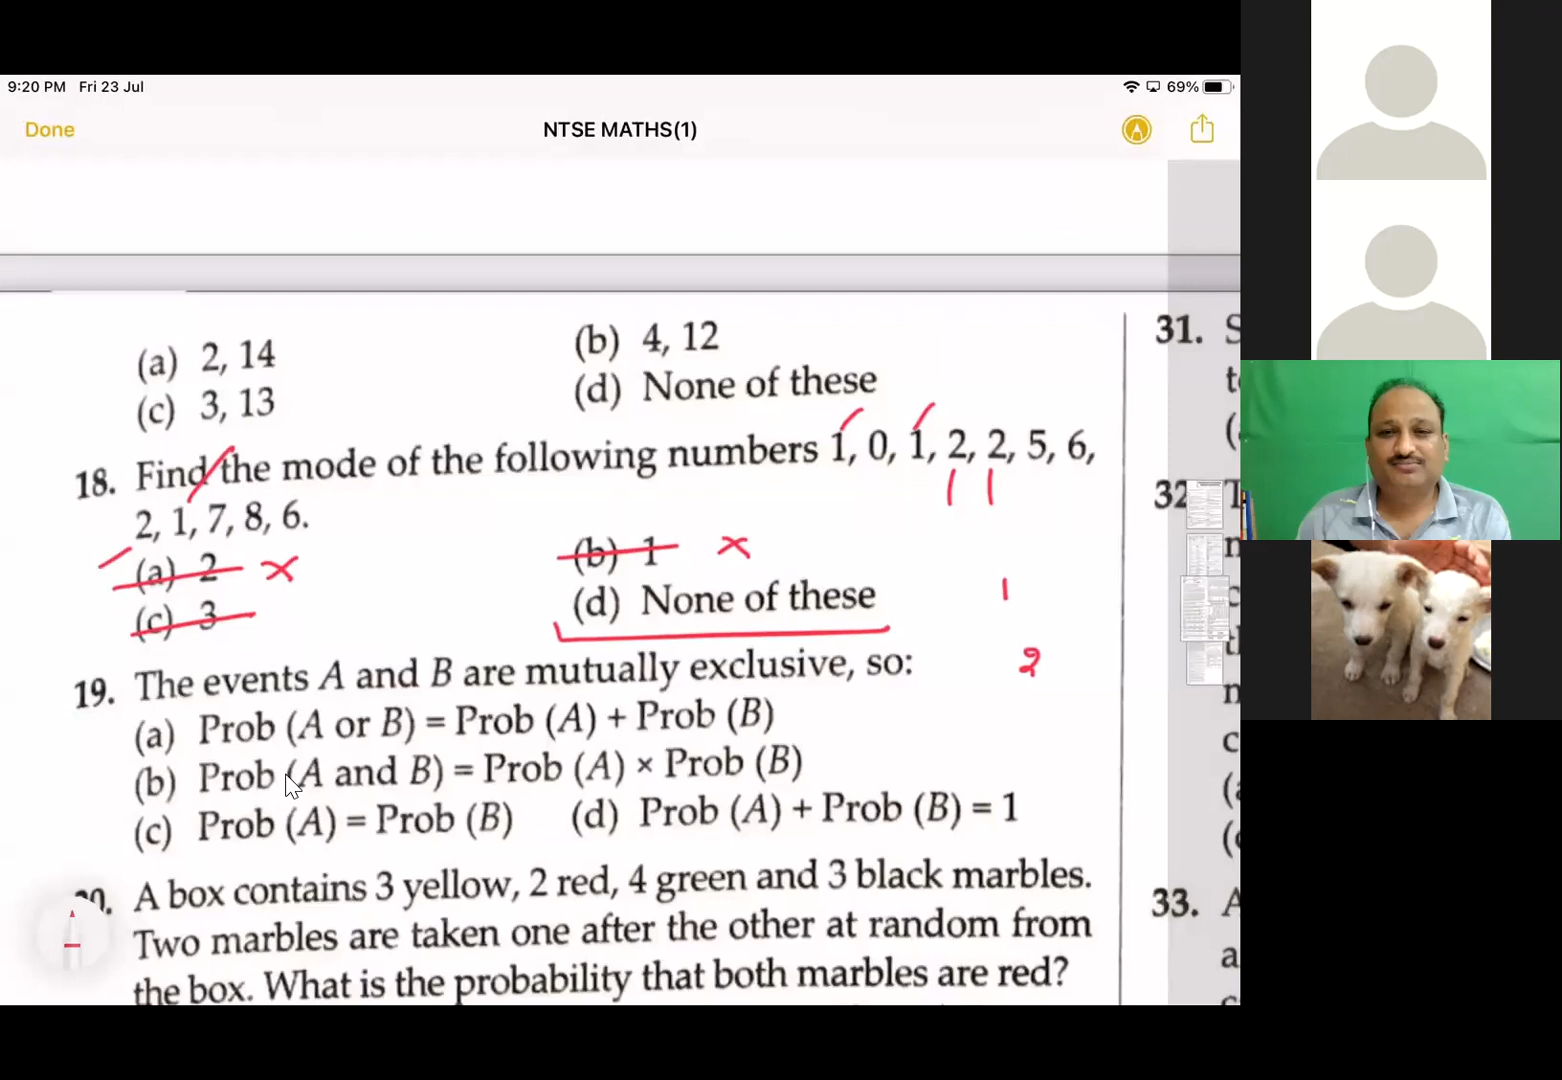 9:20 PM Fri 23 Jul
69%
Done
NTSE MATHS(1)
(a) 2, 14
(b) 4, 12
(c) 3, 13
(d) None of these
18. Find the mode of the following numbers 1, 0, 1, 2, 2, 5, 6,
2, 1, 7, 8, 6.
(a) 2
(b) 1
(c) 3
(d) None of these
1
2
19. The events A and B are mutually exclusive, so:
(a) Prob (A or B) = Prob (A) + Prob (B)
(b) Prob (A and B) = Prob (A) × Prob (B)
(c) Prob (A) = Prob (B) (d) Prob (A) + Prob (B) = 1
A box contains 3 yellow, 2 red, 4 green and 3 black marbles.
Two marbles are taken one after the other at random from
the box. What is the probability that both marbles are red?
31. S
32
33. A
a